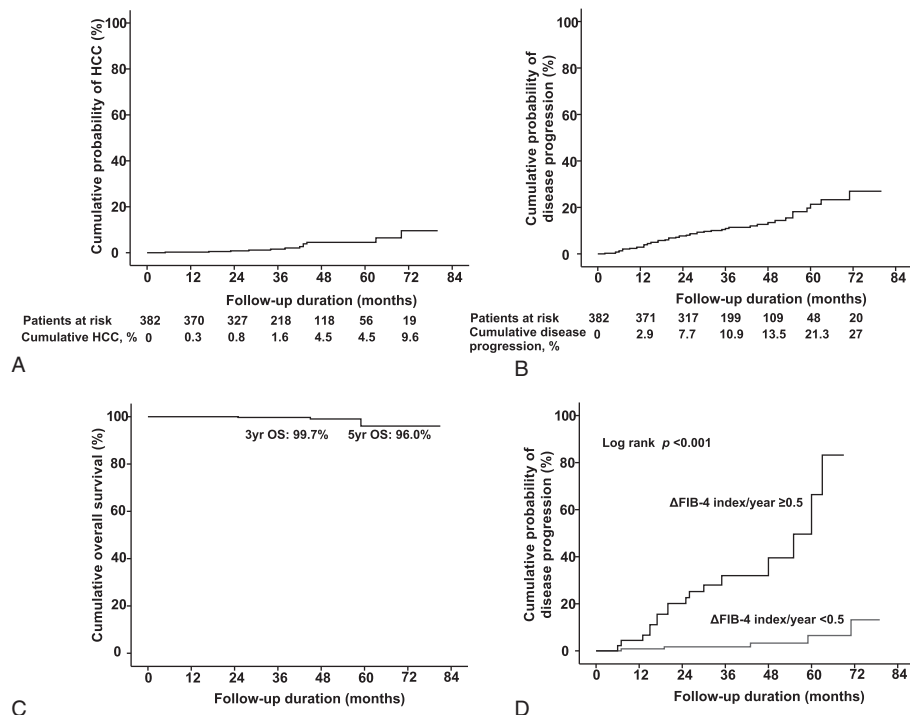 Cumulative probability of HCC (%)
100
80
60
40
20
0
0 12 24 36 48 60 72 84
Follow-up duration (months)
Patients at risk 382 370 327 218 118 56 19
Cumulative HCC, % 0 0.3 0.8 1.6 4.5 4.5 9.6
A
Cumulative probability of
disease progression (%)
100
80
60
40
20
0
0 12 24 36 48 60 72 84
Follow-up duration (months)
Patients at risk 382 371 317 199 109 48 20
Cumulative disease
progression, % 0 2.9 7.7 10.9 13.5 21.3 27
B
Cumulative overall survival (%)
100
80
60
40
20
0
3yr OS: 99.7% 5yr OS: 96.0%
0 12 24 36 48 60 72 84
Follow-up duration (months)
C
Cumulative probability of
disease progression (%)
100
80
60
40
20
0
Log rank p <0.001
ΔFIB-4 index/year ≥0.5
ΔFIB-4 index/year <0.5
0 12 24 36 48 60 72 84
Follow-up duration (months)
D